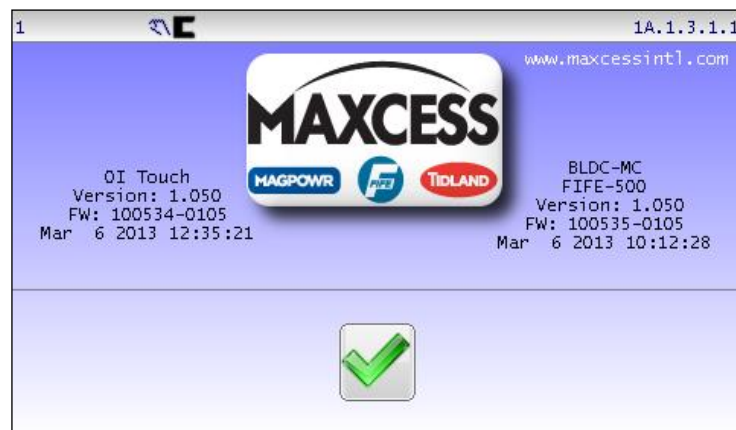 1
1A.1.3.1.1
www.maxcessintl.com
MAXCESS
MAGPOWR
FIFE
TIDLAND
OI Touch
Version: 1.050
FW: 100534-0105
Mar 6 2013 12:35:21
BLDC-MC
FIFE-500
Version: 1.050
FW: 100535-0105
Mar 6 2013 10:12:28